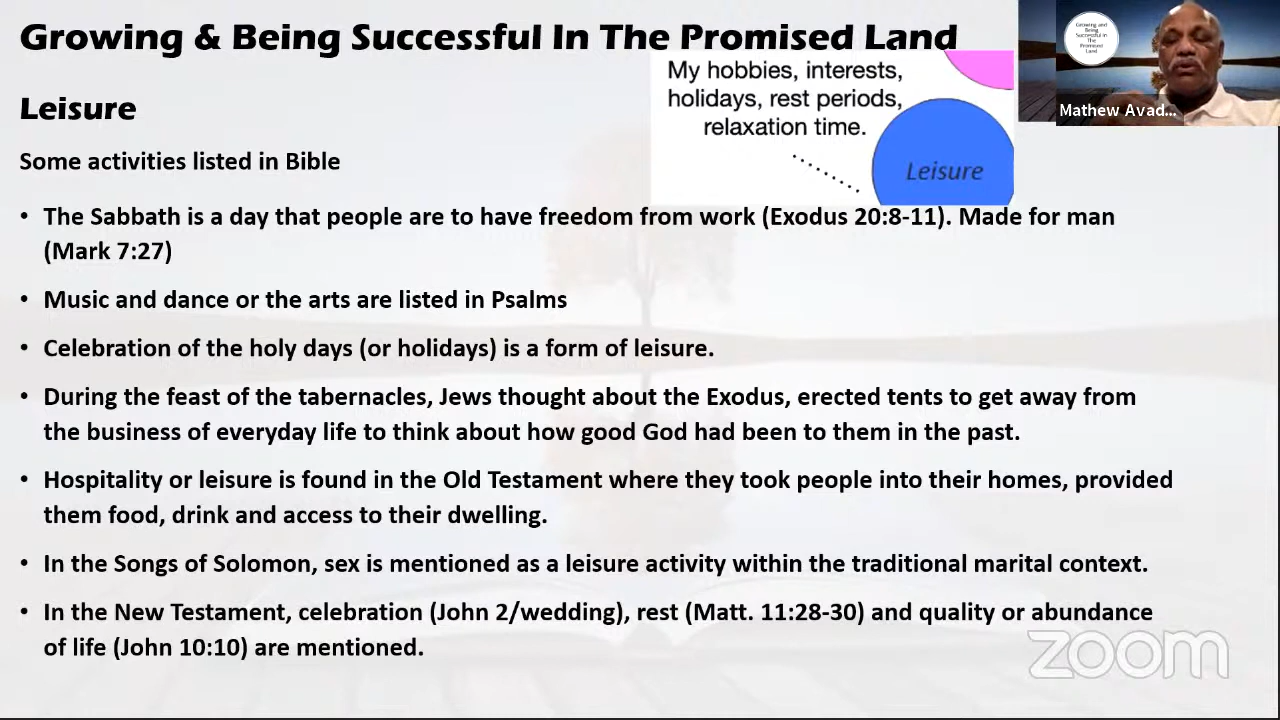 Growing & Being Successful In The Promised Land
My hobbies, interests,
holidays, rest periods,
relaxation time.
Leisure
Growing and
Being
Successful in
The
Promised
Land
Mathew Avad...
Leisure
Some activities listed in Bible
• The Sabbath is a day that people are to have freedom from work (Exodus 20:8-11). Made for man
(Mark 7:27)
• Music and dance or the arts are listed in Psalms
• Celebration of the holy days (or holidays) is a form of leisure.
• During the feast of the tabernacles, Jews thought about the Exodus, erected tents to get away from
the business of everyday life to think about how good God had been to them in the past.
• Hospitality or leisure is found in the Old Testament where they took people into their homes, provided
them food, drink and access to their dwelling.
• In the Songs of Solomon, sex is mentioned as a leisure activity within the traditional marital context.
• In the New Testament, celebration (John 2/wedding), rest (Matt. 11:28-30) and quality or abundance
of life (John 10:10) are mentioned.
zoom